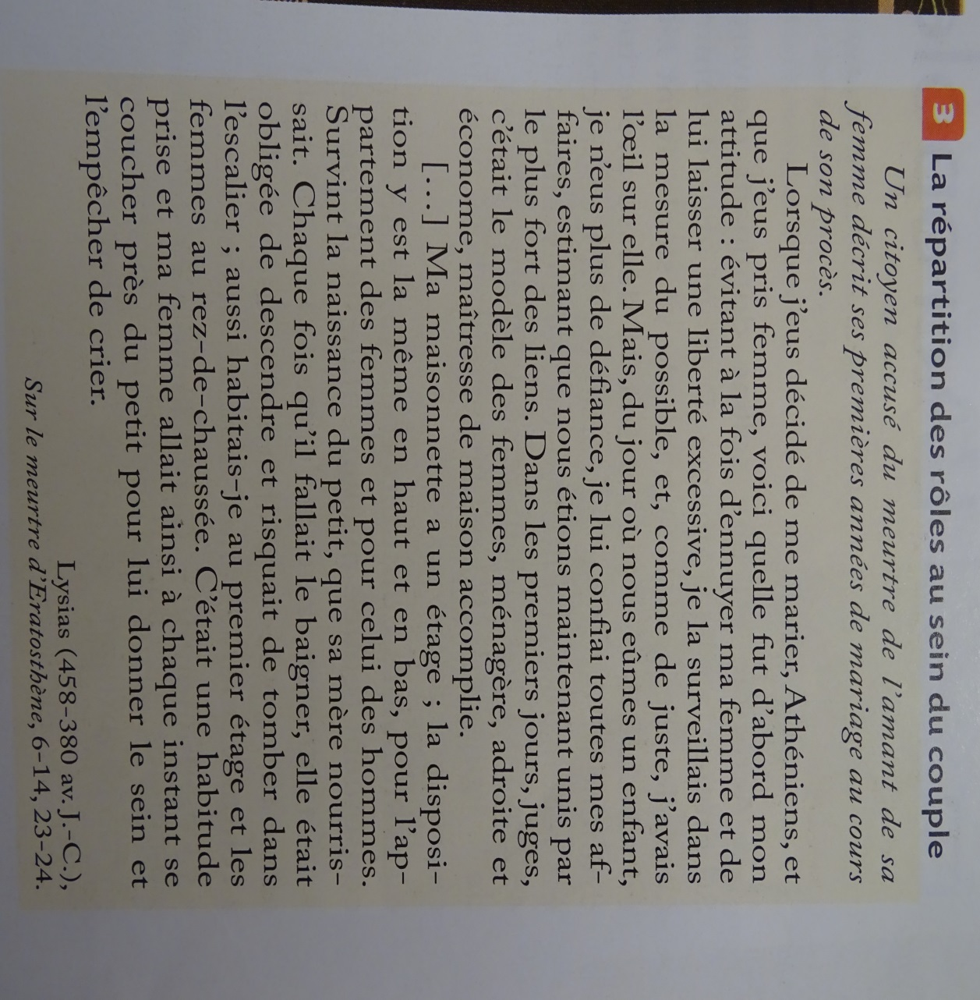 3 La répartition des rôles au sein du couple
Un citoyen accusé du meurtre de l'amant de sa
femme décrit ses premières années de mariage au cours
de son procès.
Lorsque j'eus décidé de me marier, Athéniens, et
que j'eus pris femme, voici quelle fut d'abord mon
attitude : évitant à la fois d'ennuyer ma femme et de
lui laisser une liberté excessive, je la surveillais dans
la mesure du possible, et, comme de juste, j'avais
l'œil sur elle. Mais, du jour où nous eûmes un enfant,
je n'eus plus de défiance, je lui confiai toutes mes af-
faires, estimant que nous étions maintenant unis par
le plus fort des liens. Dans les premiers jours, juges,
c'était le modèle des femmes, ménagère, adroite et
économe, maîtresse de maison accomplie.
[…] Ma maisonnette a un étage ; la disposi-
tion y est la même en haut et en bas, pour l'ap-
partement des femmes et pour celui des hommes.
Survint la naissance du petit, que sa mère nourris-
sait. Chaque fois qu'il fallait le baigner, elle était
obligée de descendre et risquait de tomber dans
l'escalier ; aussi habitais-je au premier étage et les
femmes au rez-de-chaussée. C'était une habitude
prise et ma femme allait ainsi à chaque instant se
coucher près du petit pour lui donner le sein et
l'empêcher de crier.
Lysias (458-380 av. J.-C.),
Sur le meurtre d'Eratosthène, 6-14, 23-24.